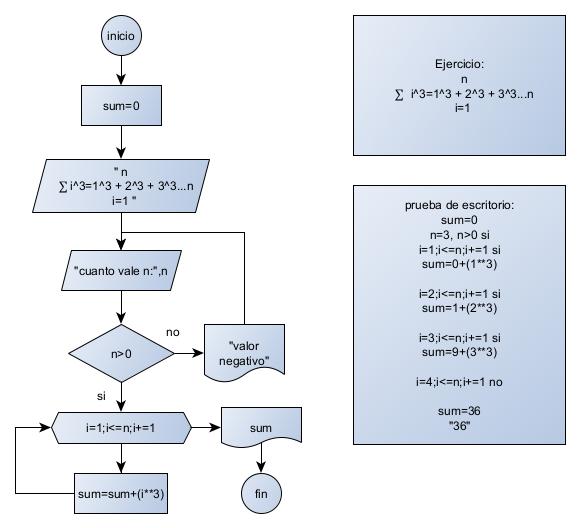 inicio
sum=0
" n
∑ i^3=1^3 + 2^3 + 3^3...n
i=1 "
"cuanto vale n:",n
n>0
no
"valor
negativo"
si
i=1;i<=n;i+=1
sum
sum=sum+(i**3)
fin
Ejercicio:
n
∑ i^3=1^3 + 2^3 + 3^3...n
i=1
prueba de escritorio:
sum=0
n=3, n>0 si
i=1;i<=n;i+=1 si
sum=0+(1**3)
i=2;i<=n;i+=1 si
sum=1+(2**3)
i=3;i<=n;i+=1 si
sum=9+(3**3)
i=4;i<=n;i+=1 no
sum=36
"36"